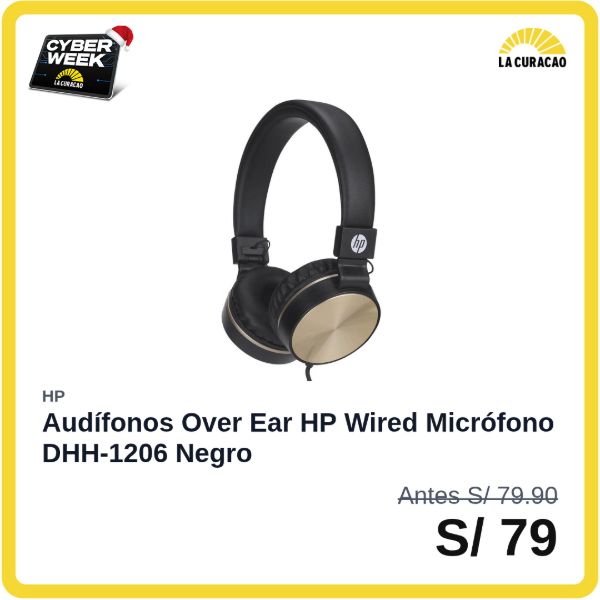 CYBER
WEEK
LA CURACAO
LA CURACAO
hp
HP
Audífonos Over Ear HP Wired Micrófono
DHH-1206 Negro
Antes S/ 79.90
S/ 79